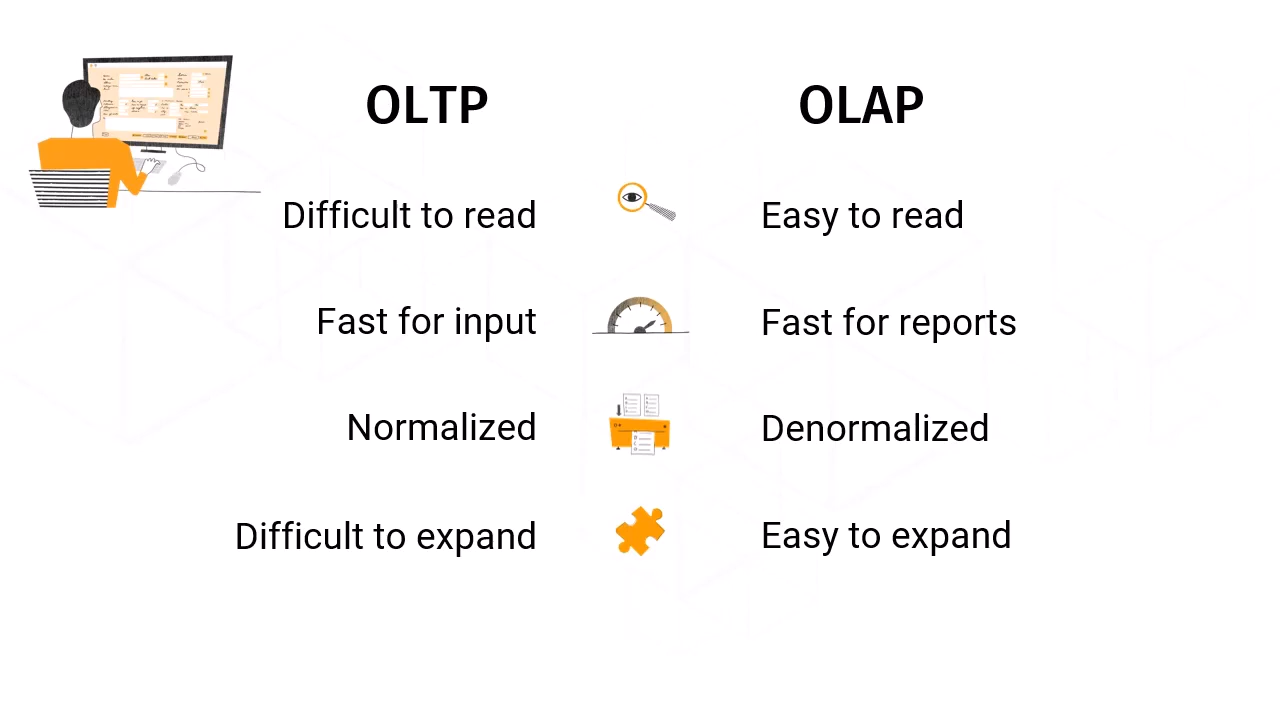 OLTP OLAP
Difficult to read Easy to read
Fast for input Fast for reports
Normalized Denormalized
Difficult to expand Easy to expand